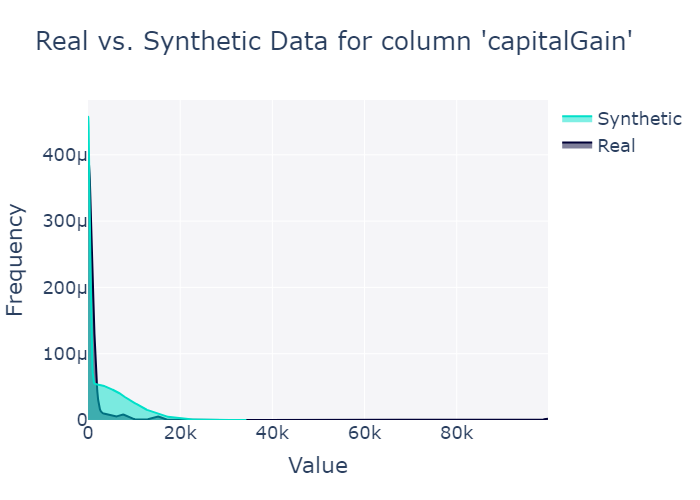 Real vs. Synthetic Data for column 'capitalGain'
Synthetic
Real
400μ
300μ
200μ
100μ
0
Frequency
0 20k 40k 60k 80k
Value